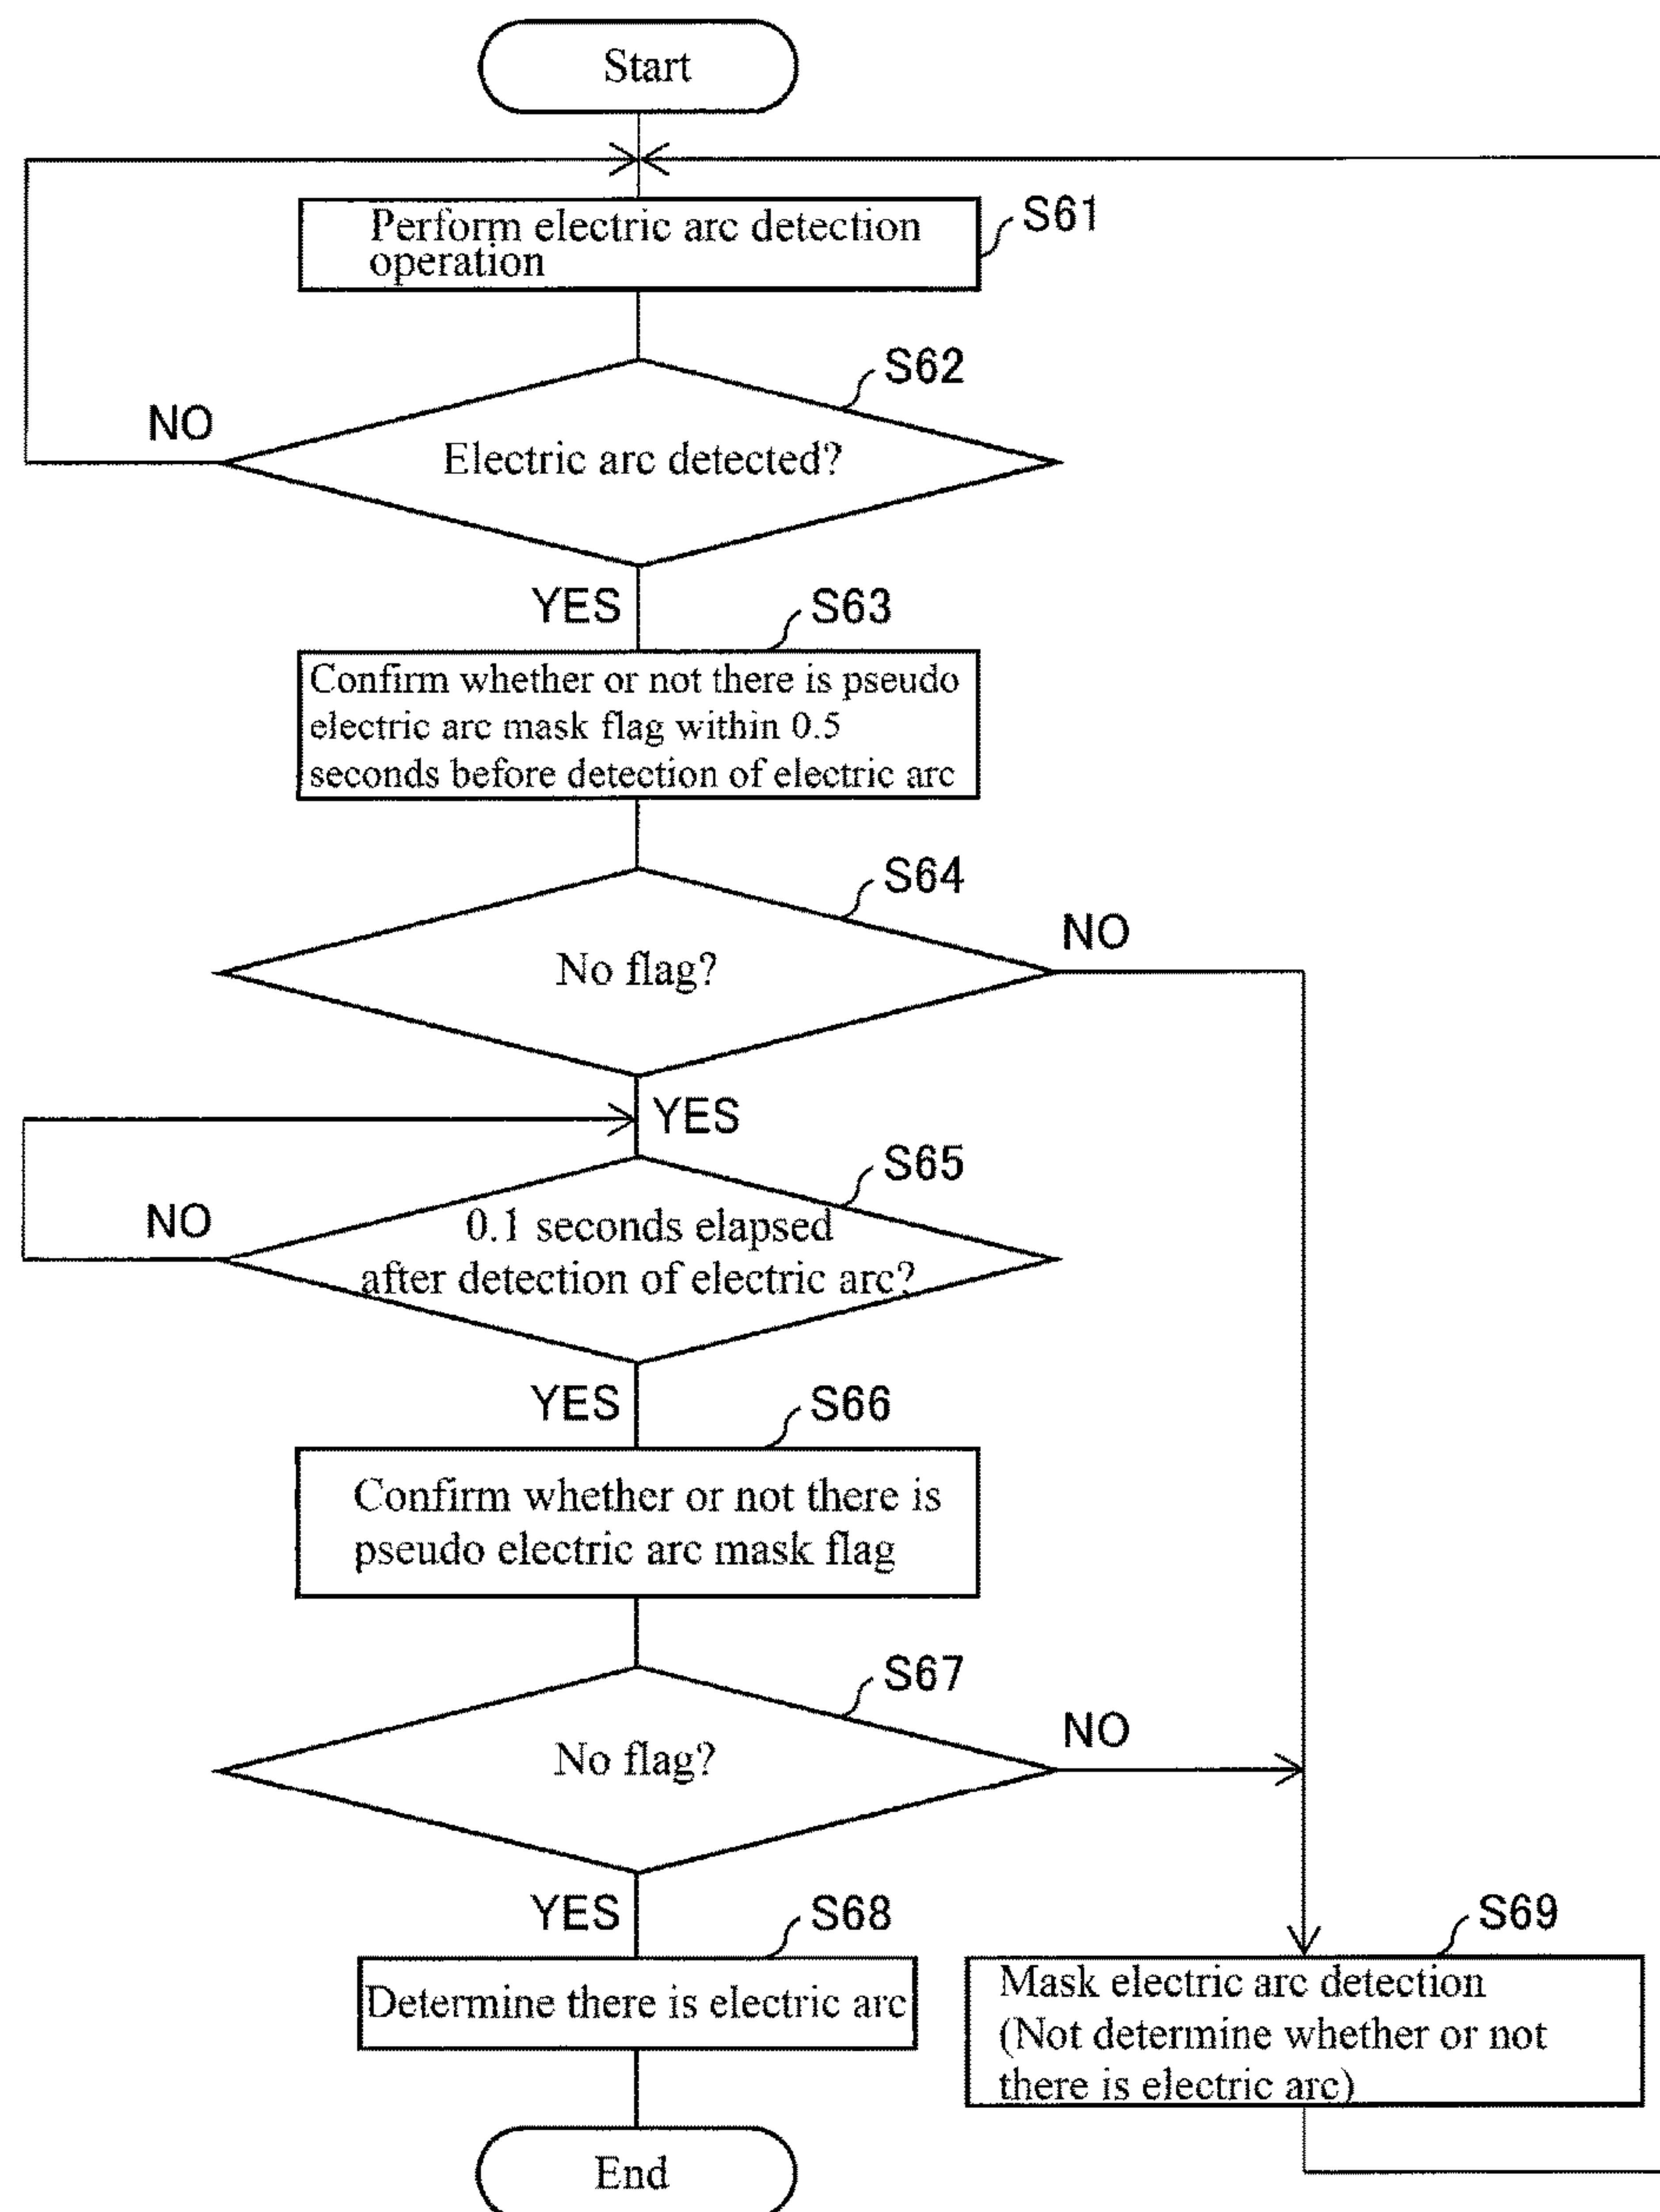 Start
Perform electric arc detection
operation
S61
S62
NO
Electric arc detected?
YES
S63
Confirm whether or not there is pseudo
electric arc mask flag within 0.5
seconds before detection of electric arc
S64
NO
No flag?
YES
S65
NO
0.1 seconds elapsed
after detection of electric arc?
YES
S66
Confirm whether or not there is
pseudo electric arc mask flag
S67
NO
No flag?
YES
S68
Determine there is electric arc
S69
Mask electric arc detection
(Not determine whether or not
there is electric arc)
End